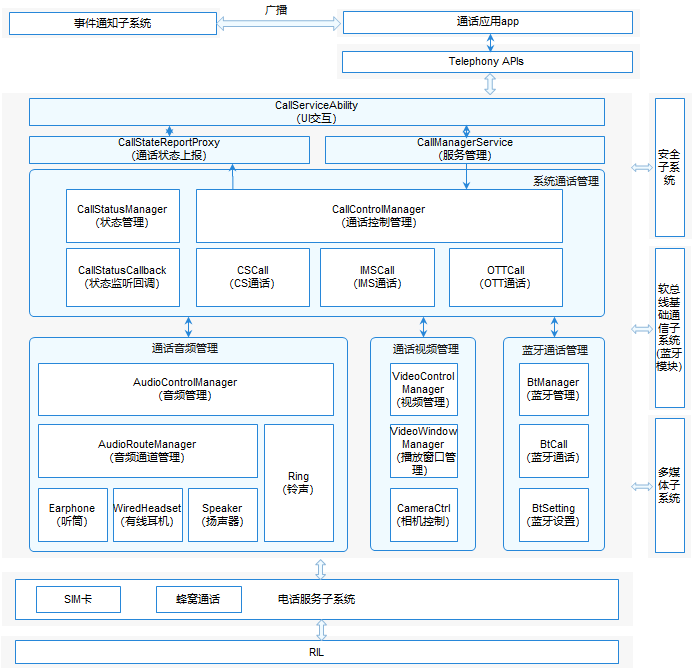 广播
事件通知子系统
通话应用app
Telephony APIs
CallServiceAbility
(UI交互)
CallStateReportProxy
(通话状态上报)
CallManagerService
(服务管理)
系统通话管理
CallStatusManager
(状态管理)
CallControlManager
(通话控制管理)
CallStatusCallback
(状态监听回调)
CSCall
(CS通话)
IMSCall
(IMS通话)
OTTCall
(OTT通话)
通话音频管理
AudioControlManager
(音频管理)
AudioRouteManager
(音频通道管理)
Ring
(铃声)
Earphone
(听筒)
WiredHeadset
(有线耳机)
Speaker
(扬声器)
通话视频管理
VideoControl
Manager
(视频管理)
VideoWindow
Manager
(播放窗口管
理)
CameraCtrl
(相机控制)
蓝牙通话管理
BtManager
(蓝牙管理)
BtCall
(蓝牙通话)
BtSetting
(蓝牙设置)
安全
子系
统
软总
线基
础通
信子
系统
(蓝牙
模块)
多媒
体子
系统
SIM卡
蜂窝通话
电话服务子系统
RIL